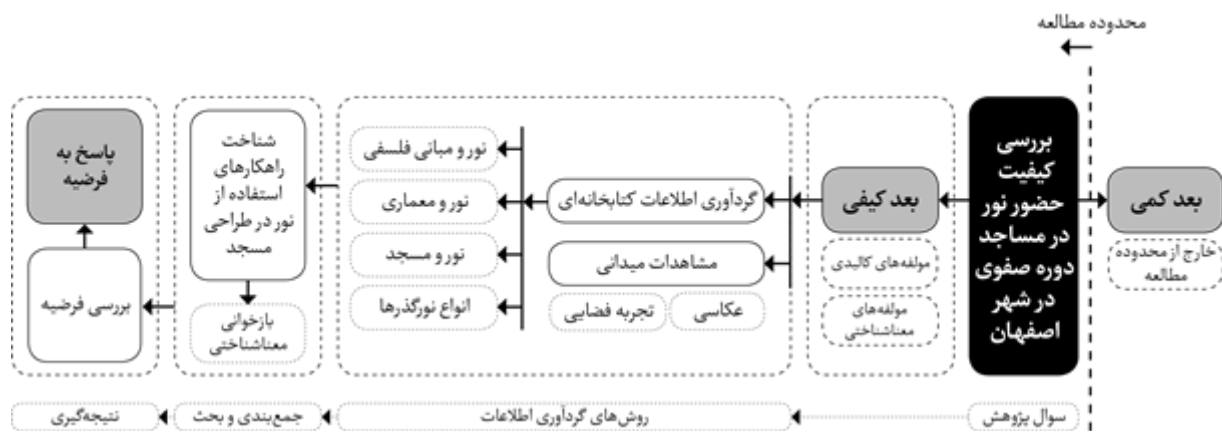 محدوده مطالعه
بعد کمی
خارج از محدوده
مطالعه
بررسی
کیفیت
حضور نور
در مساجد
دوره صفوی
در شهر
اصفهان
بعد کیفی
مولفه‌های کالبدی
مولفه‌های
معناشناختی
گردآوری اطلاعات کتابخانه‌ای
مشاهدات میدانی
عکاسی
تجربه فضایی
نور و مبانی فلسفی
نور و معماری
نور و مسجد
انواع نورگذرها
شناخت
راهکارهای
استفاده از
نور در طراحی
مسجد
بازخوانی
معناشناختی
پاسخ به
فرضیه
بررسی فرضیه
سوال پژوهش
روش‌های گردآوری اطلاعات
جمع‌بندی و بحث
نتیجه‌گیری